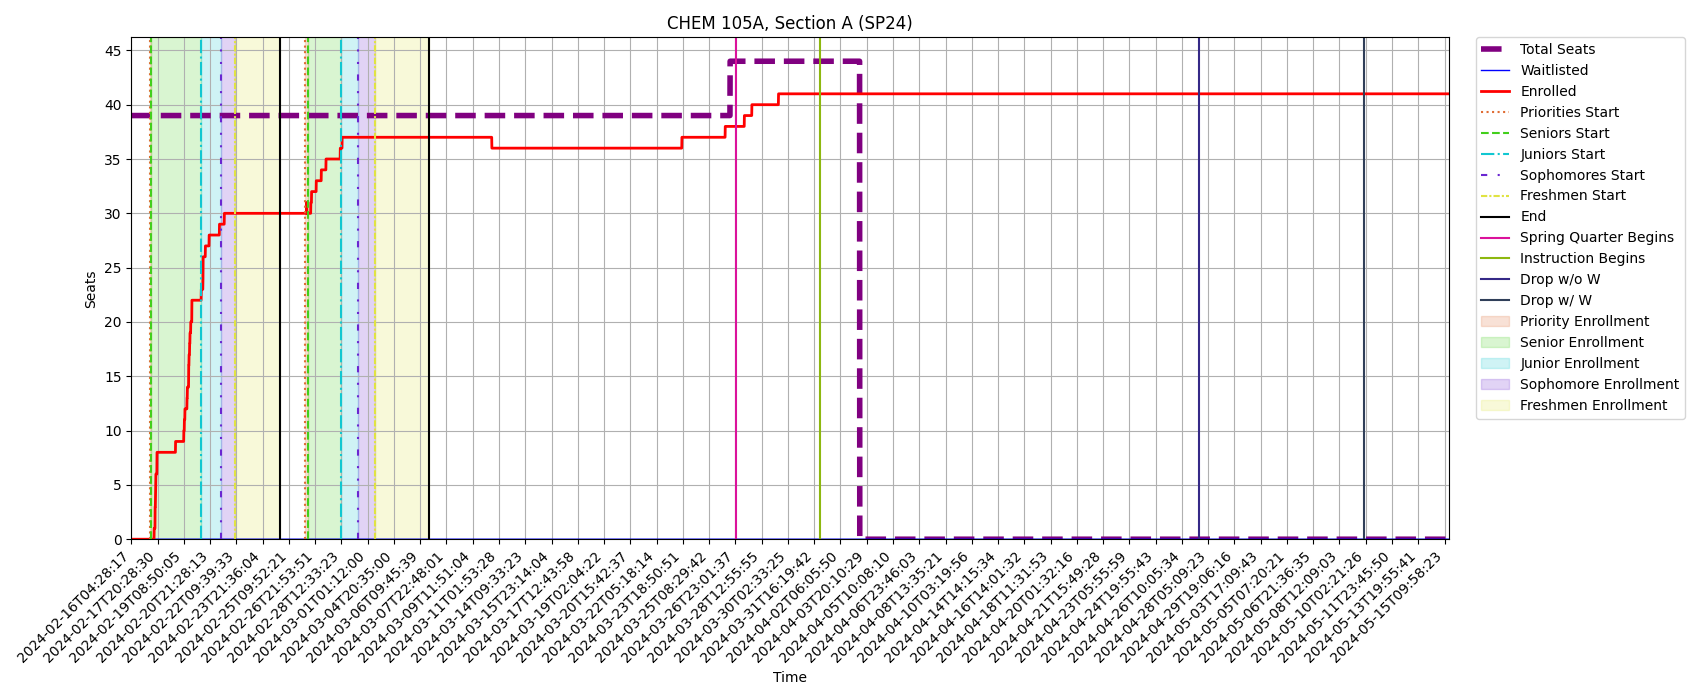 CHEM 105A, Section A (SP24)
Seats
45
40
35
30
25
20
15
10
5
0
2024-02-16T04:28:17
2024-02-17T20:28:30
2024-02-19T08:50:05
2024-02-20T21:28:13
2024-02-22T09:39:33
2024-02-23T21:36:04
2024-02-25T09:52:21
2024-02-26T21:53:51
2024-02-28T12:33:23
2024-03-01T01:12:00
2024-03-04T20:35:00
2024-03-06T09:45:39
2024-03-07T22:48:01
2024-03-09T11:51:04
2024-03-11T01:53:28
2024-03-14T09:33:23
2024-03-15T23:14:04
2024-03-17T12:43:58
2024-03-19T02:04:22
2024-03-20T15:42:37
2024-03-22T05:18:14
2024-03-23T18:50:51
2024-03-25T08:29:42
2024-03-26T23:01:37
2024-03-28T12:55:55
2024-03-30T02:33:25
2024-03-31T16:19:42
2024-04-02T06:05:50
2024-04-03T20:10:29
2024-04-05T10:08:10
2024-04-06T23:46:03
2024-04-08T13:35:21
2024-04-10T03:19:56
2024-04-14T14:15:34
2024-04-16T04:01:32
2024-04-18T11:31:53
2024-04-20T01:32:16
2024-04-21T15:49:28
2024-04-23T05:55:59
2024-04-24T19:55:43
2024-04-26T10:05:34
2024-04-28T05:09:23
2024-04-29T19:06:16
2024-05-03T17:09:43
2024-05-05T07:20:21
2024-05-06T21:36:35
2024-05-08T12:09:03
2024-05-10T02:21:26
2024-05-11T23:45:50
2024-05-13T19:55:41
2024-05-15T09:58:23
Time
Total Seats
Waitlisted
Enrolled
Priorities Start
Seniors Start
Juniors Start
Sophomores Start
Freshmen Start
End
Spring Quarter Begins
Instruction Begins
Drop w/o W
Drop w/ W
Priority Enrollment
Senior Enrollment
Junior Enrollment
Sophomore Enrollment
Freshmen Enrollment